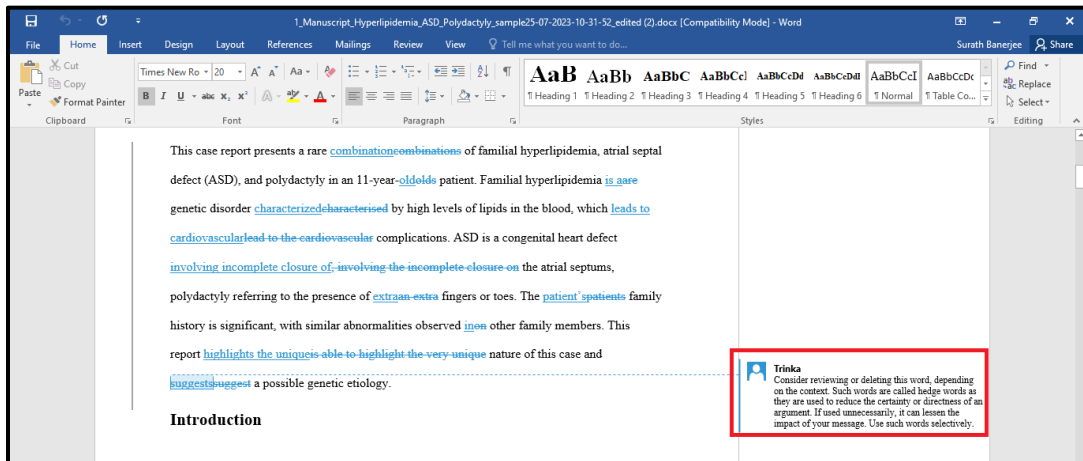 1_Manuscript_Hyperlipidemia_ASD_Polydactyly_sample25-07-2023-10-31-52_edited (2).docx [Compatibility Mode] - Word
File Home Insert Design Layout References Mailings Review View Tell me what you want to do... Surath Banerjee Share
Cut
Copy
Paste
Format Painter
Clipboard
Times New Ro 20 A A Aa
B I U abc X₂ X² A ab A
Font
Paragraph
AaB AaBb AaBbC AaBbCcI AaBbCcDd AaBbCcDdI AaBbCcI AaBbCcDc
¶ Heading 1 ¶ Heading 2 ¶ Heading 3 ¶ Heading 4 ¶ Heading 5 ¶ Heading 6 ¶ Normal ¶ Table Co...
Styles
Find
Replace
Select
Editing
This case report presents a rare combinationcombinations of familial hyperlipidemia, atrial septal
defect (ASD), and polydactyly in an 11-year-oldolds patient. Familial hyperlipidemia is aare
genetic disorder characterizedcharacterised by high levels of lipids in the blood, which leads to
cardiovascularlead to the cardiovascular complications. ASD is a congenital heart defect
involving incomplete closure of, involving the incomplete closure on the atrial septums,
polydactyly referring to the presence of extraan extra fingers or toes. The patient'spatients family
history is significant, with similar abnormalities observed inon other family members. This
report highlights the uniqueis able to highlight the very unique nature of this case and
suggestssuggest a possible genetic etiology.
Introduction
Trinka
Consider reviewing or deleting this word, depending
on the context. Such words are called hedge words as
they are used to reduce the certainty or directness of an
argument. If used unnecessarily, it can lessen the
impact of your message. Use such words selectively.